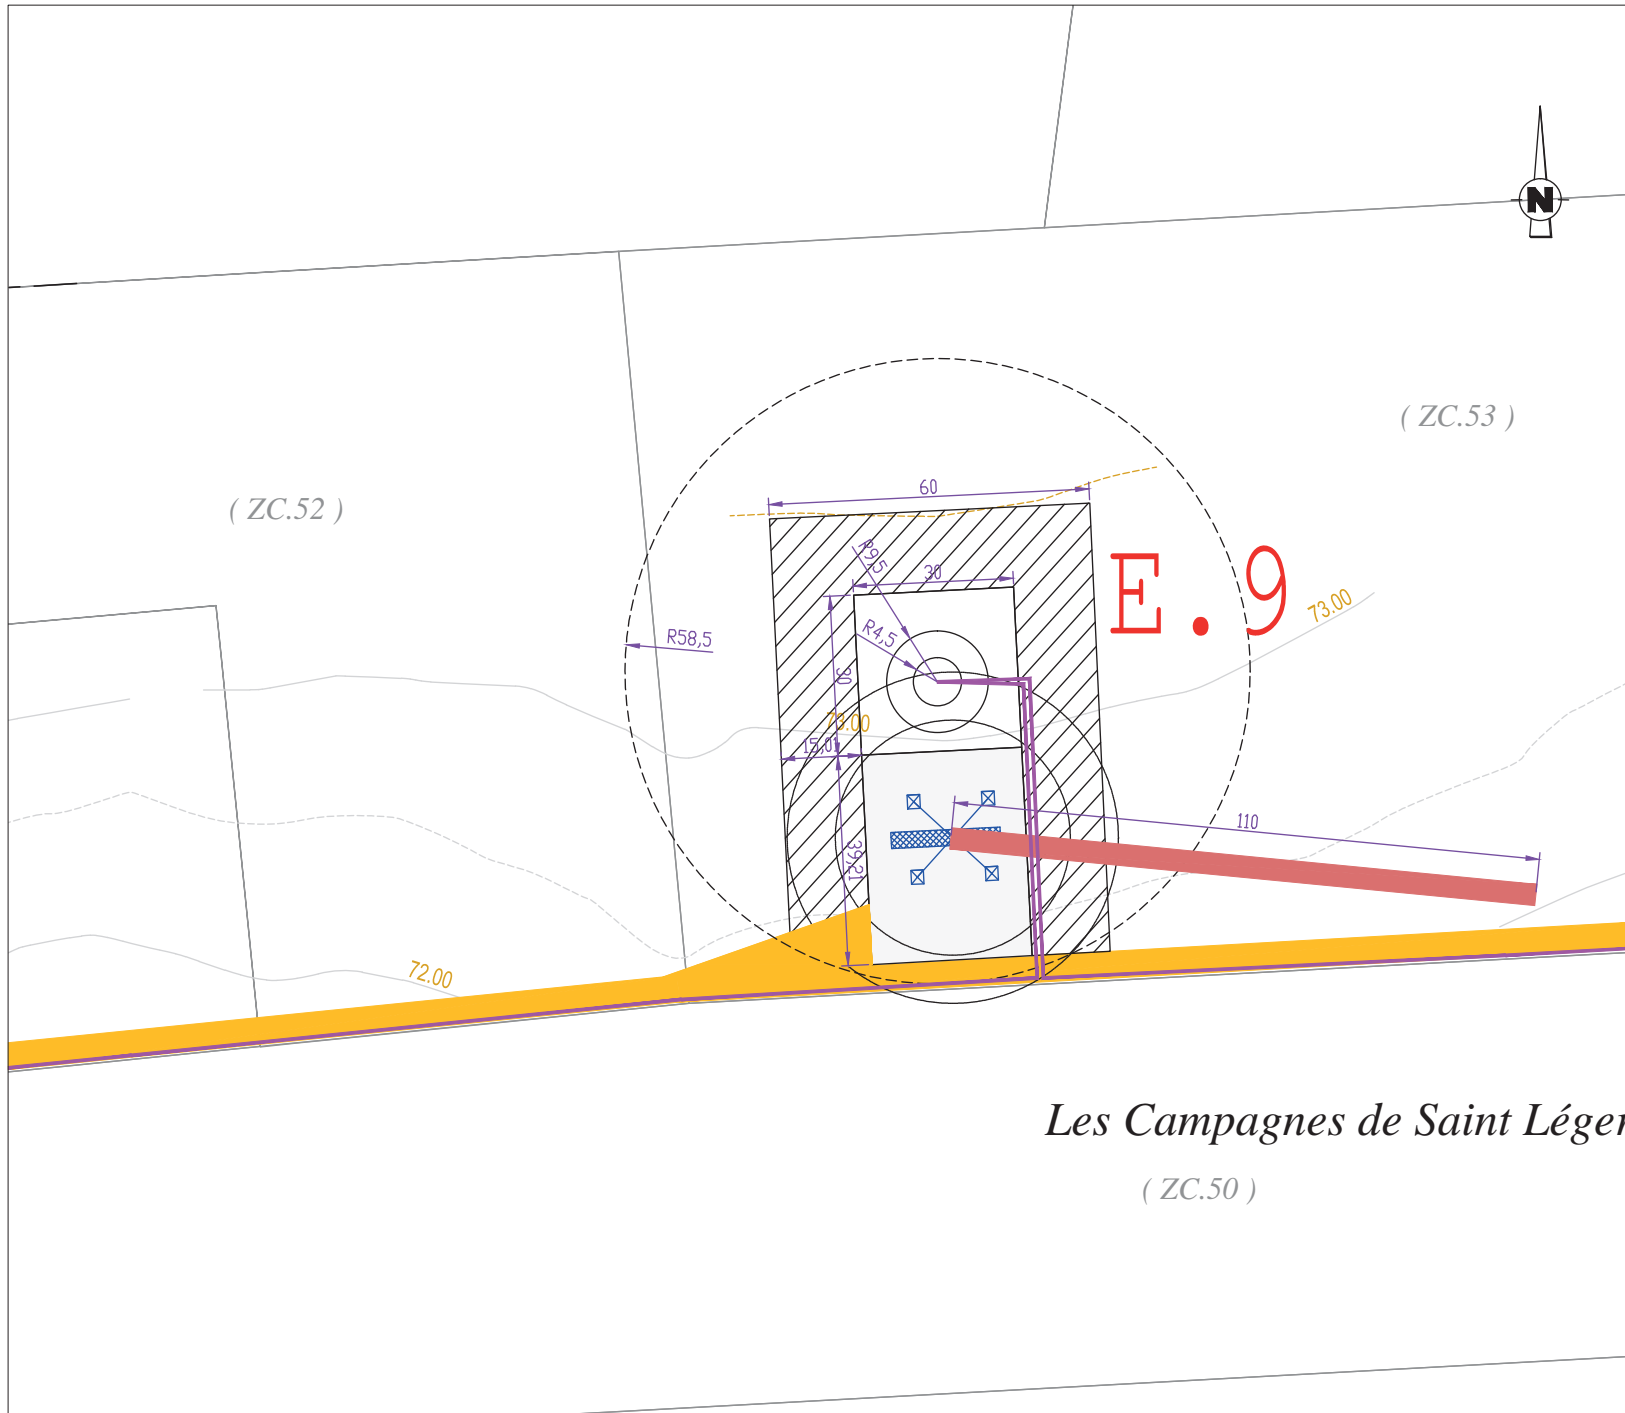 N
( ZC.53 )
( ZC.52 )
60
R9,5
30
E.9
73.00
R4,5
R58,5
30
73.00
15,01
110
39,21
72.00
Les Campagnes de Saint Léger
( ZC.50 )